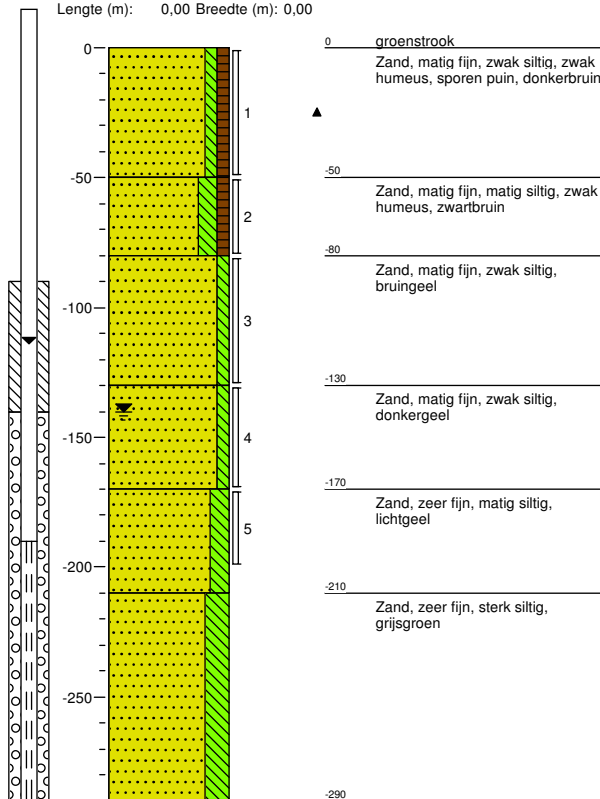 Lengte (m): 0,00 Breedte (m): 0,00
0
0
groenstrook
Zand, matig fijn, zwak siltig, zwak
humeus, sporen puin, donkerbruin
1
-50
-50
Zand, matig fijn, matig siltig, zwak
humeus, zwartbruin
2
-80
Zand, matig fijn, zwak siltig,
bruingeel
-100
3
-130
Zand, matig fijn, zwak siltig,
donkergeel
-150
4
-170
Zand, zeer fijn, matig siltig,
lichtgeel
5
-200
-210
Zand, zeer fijn, sterk siltig,
grijsgroen
-250
-290